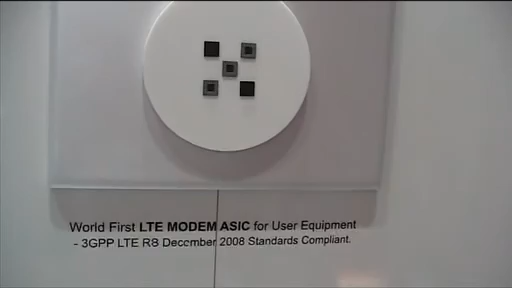 World First LTE MODEM ASIC for User Equipment
- 3GPP LTE R8 December 2008 Standards Compliant.